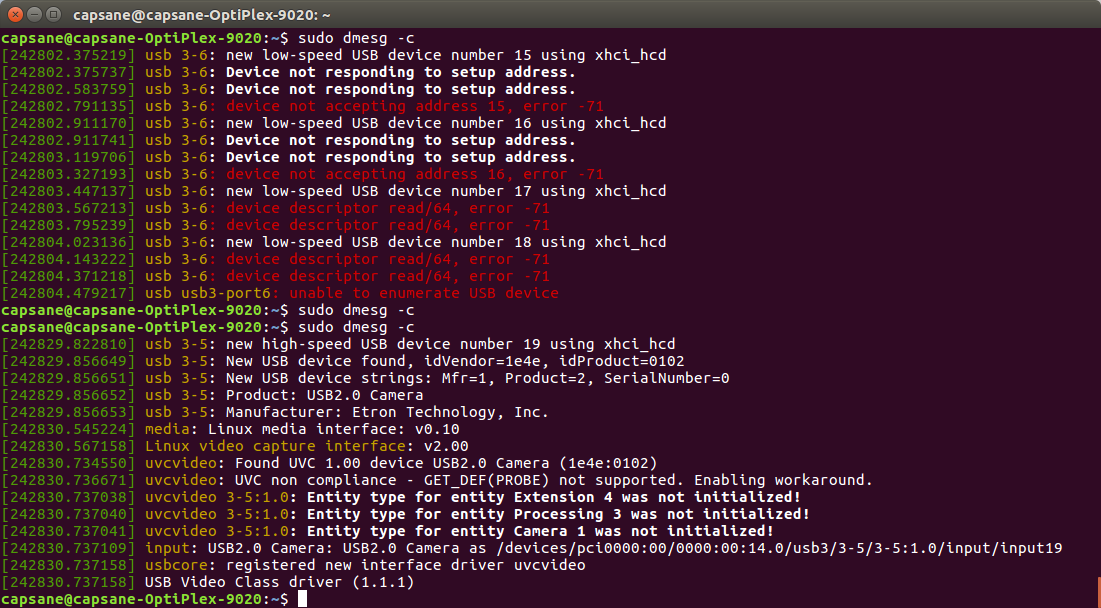 capsane@capsane-OptiPlex-9020: ~
capsane@capsane-OptiPlex-9020:~$ sudo dmesg -c
[242802.375219] usb 3-6: new low-speed USB device number 15 using xhci_hcd
[242802.375737] usb 3-6: Device not responding to setup address.
[242802.583759] usb 3-6: Device not responding to setup address.
[242802.791135] usb 3-6: device not accepting address 15, error -71
[242802.911170] usb 3-6: new low-speed USB device number 16 using xhci_hcd
[242802.911741] usb 3-6: Device not responding to setup address.
[242803.119706] usb 3-6: Device not responding to setup address.
[242803.327193] usb 3-6: device not accepting address 16, error -71
[242803.447137] usb 3-6: new low-speed USB device number 17 using xhci_hcd
[242803.567213] usb 3-6: device descriptor read/64, error -71
[242803.795239] usb 3-6: device descriptor read/64, error -71
[242804.023136] usb 3-6: new low-speed USB device number 18 using xhci_hcd
[242804.143222] usb 3-6: device descriptor read/64, error -71
[242804.371218] usb 3-6: device descriptor read/64, error -71
[242804.479217] usb usb3-port6: unable to enumerate USB device
capsane@capsane-OptiPlex-9020:~$ sudo dmesg -c
capsane@capsane-OptiPlex-9020:~$ sudo dmesg -c
[242829.822810] usb 3-5: new high-speed USB device number 19 using xhci_hcd
[242829.856649] usb 3-5: New USB device found, idVendor=1e4e, idProduct=0102
[242829.856651] usb 3-5: New USB device strings: Mfr=1, Product=2, SerialNumber=0
[242829.856652] usb 3-5: Product: USB2.0 Camera
[242829.856653] usb 3-5: Manufacturer: Etron Technology, Inc.
[242830.545224] media: Linux media interface: v0.10
[242830.567158] Linux video capture interface: v2.00
[242830.734550] uvcvideo: Found UVC 1.00 device USB2.0 Camera (1e4e:0102)
[242830.736671] uvcvideo: UVC non compliance - GET_DEF(PROBE) not supported. Enabling workaround.
[242830.737038] uvcvideo 3-5:1.0: Entity type for entity Extension 4 was not initialized!
[242830.737040] uvcvideo 3-5:1.0: Entity type for entity Processing 3 was not initialized!
[242830.737041] uvcvideo 3-5:1.0: Entity type for entity Camera 1 was not initialized!
[242830.737109] input: USB2.0 Camera: USB2.0 Camera as /devices/pci0000:00/0000:00:14.0/usb3/3-5/3-5:1.0/input/input19
[242830.737158] usbcore: registered new interface driver uvcvideo
[242830.737158] USB Video Class driver (1.1.1)
capsane@capsane-OptiPlex-9020:~$